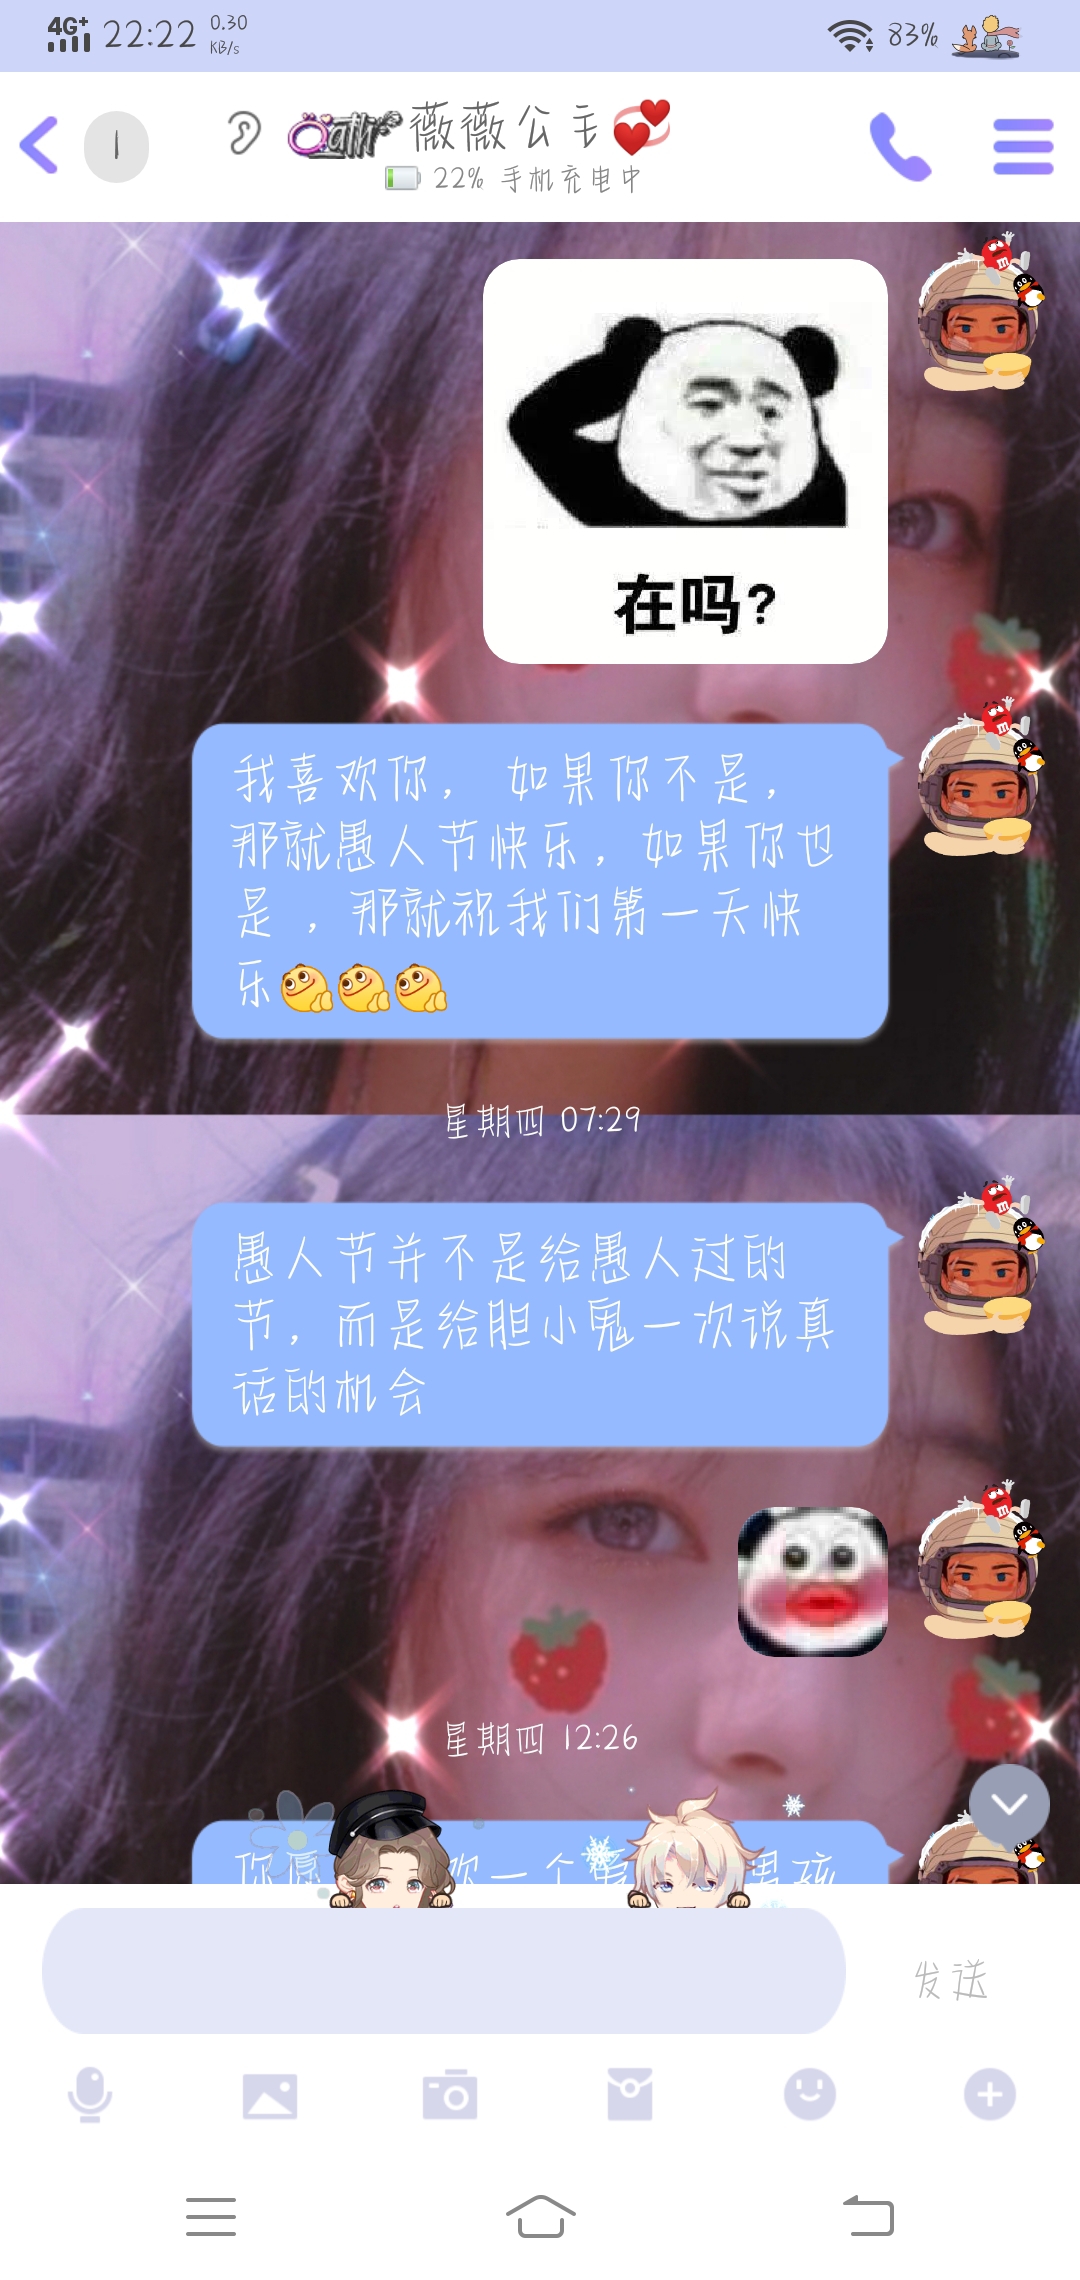 4G+ 22:22 0.30 KB/s 83%
1 Oath 薇薇公主
22% 手机充电中
在吗?
我喜欢你， 如果你不是，
那就愚人节快乐，如果你也
是 ，那就祝我们第一天快
乐
星期四 07:29
愚人节并不是给愚人过的
节，而是给胆小鬼一次说真
话的机会
星期四 12:26
你愿 欢一个 男孩
发送